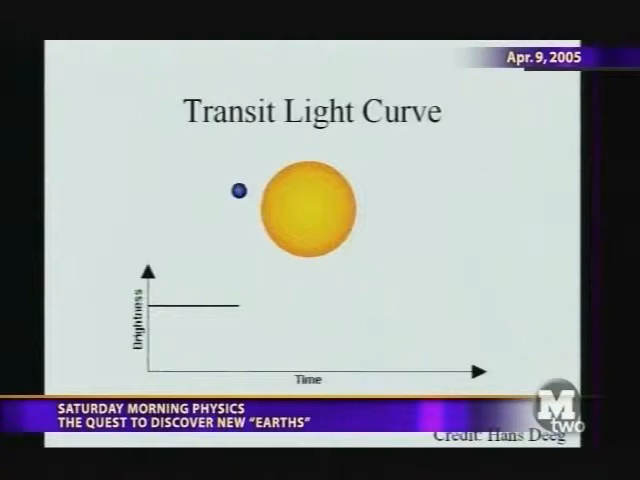 Apr. 9, 2005
Transit Light Curve
Brightness
Time
SATURDAY MORNING PHYSICS
THE QUEST TO DISCOVER NEW "EARTHS"
M
two
Credit: Hans Deeg